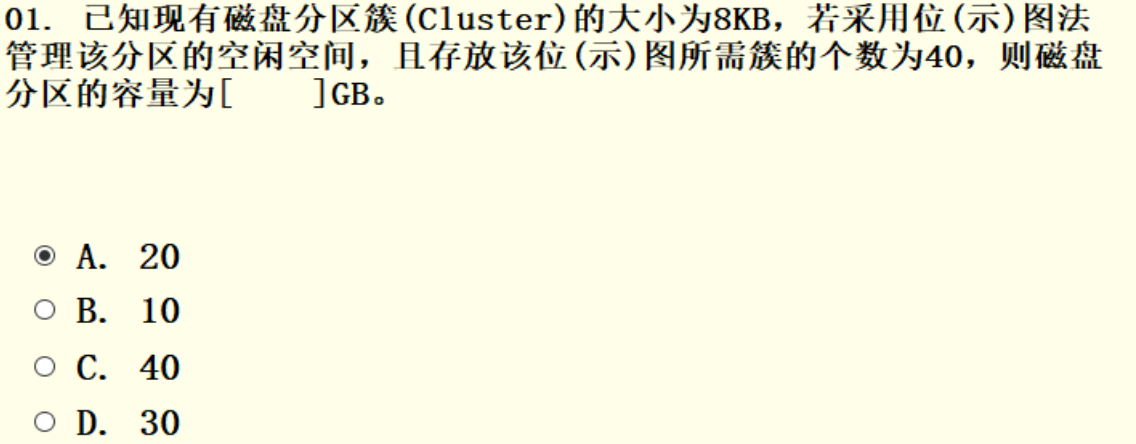 01. 已知现有磁盘分区簇(Cluster)的大小为8KB，若采用位(示)图法
管理该分区的空闲空间，且存放该位(示)图所需簇的个数为40，则磁盘
分区的容量为[    ]GB。
A. 20
B. 10
C. 40
D. 30